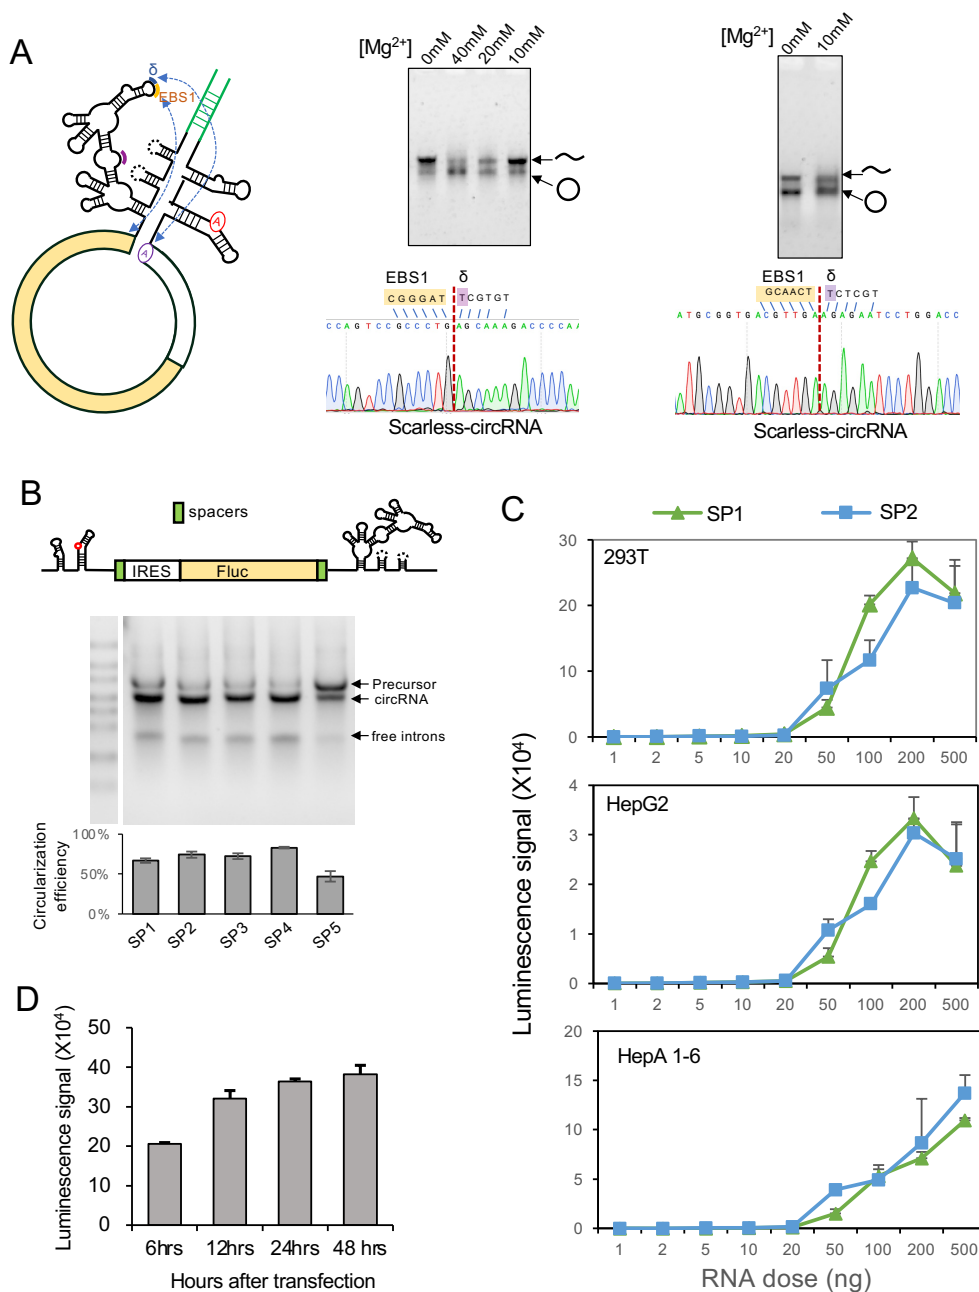 A
δ
EBS1
A
A
[Mg²⁺]
0mM
40mM
20mM
10mM
EBS1 δ
CGGGAT TCGTGT
CCAGTCCGCCCTGAGCAAAGACCCCAA
Scarless-circRNA
[Mg²⁺]
0mM
10mM
EBS1 δ
GCAACT TCTCGT
ATGCGGTGACGTTGAAGAGAATCCTGGACC
Scarless-circRNA
B
spacers
IRES
Fluc
Precursor
circRNA
free introns
Circularization
efficiency
100%
50%
0%
SP1
SP2
SP3
SP4
SP5
C
SP1
SP2
Luminescence signal (X10⁴)
293T
30
20
10
0
1 2 5 10 20 50 100 200 500
HepG2
4
3
2
1
0
1 2 5 10 20 50 100 200 500
HepA 1-6
20
15
10
5
0
1 2 5 10 20 50 100 200 500
RNA dose (ng)
D
Luminescence signal (X10⁴)
50
40
30
20
10
0
6hrs 12hrs 24hrs 48 hrs
Hours after transfection